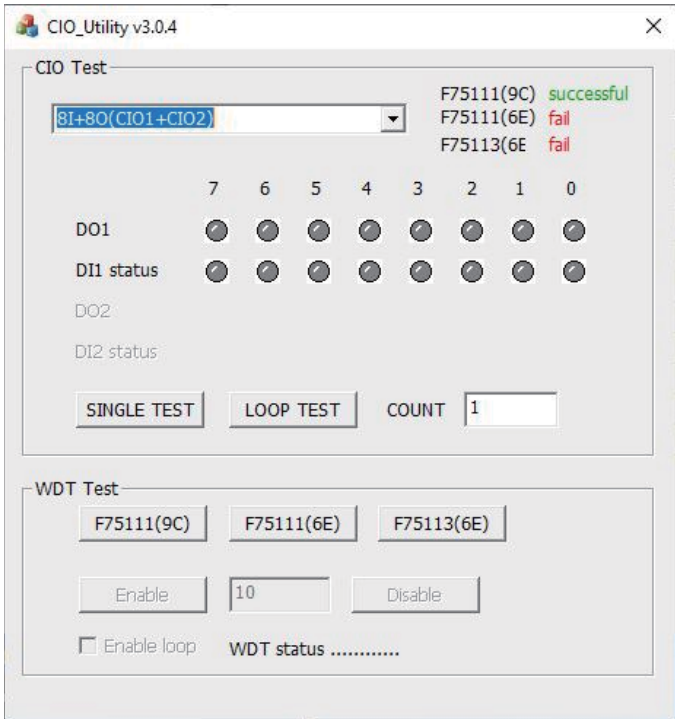 CIO_Utility v3.0.4
CIO Test
8I+8O(CIO1+CIO2)
F75111(9C) successful
F75111(6E) fail
F75113(6E fail
7 6 5 4 3 2 1 0
DO1
DI1 status
DO2
DI2 status
SINGLE TEST LOOP TEST COUNT 1
WDT Test
F75111(9C) F75111(6E) F75113(6E)
Enable 10 Disable
Enable loop WDT status ............